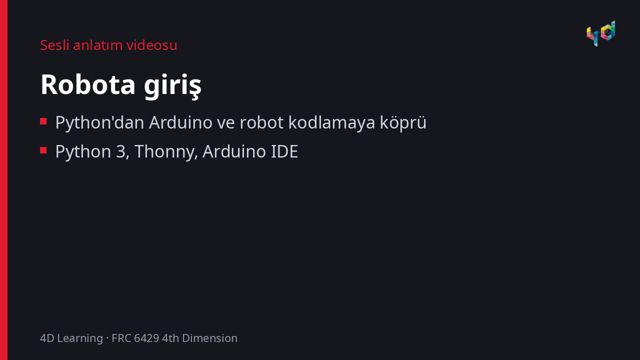 Sesli anlatım videosu
Robota giriş
Python'dan Arduino ve robot kodlamaya köprü
Python 3, Thonny, Arduino IDE
4D Learning · FRC 6429 4th Dimension